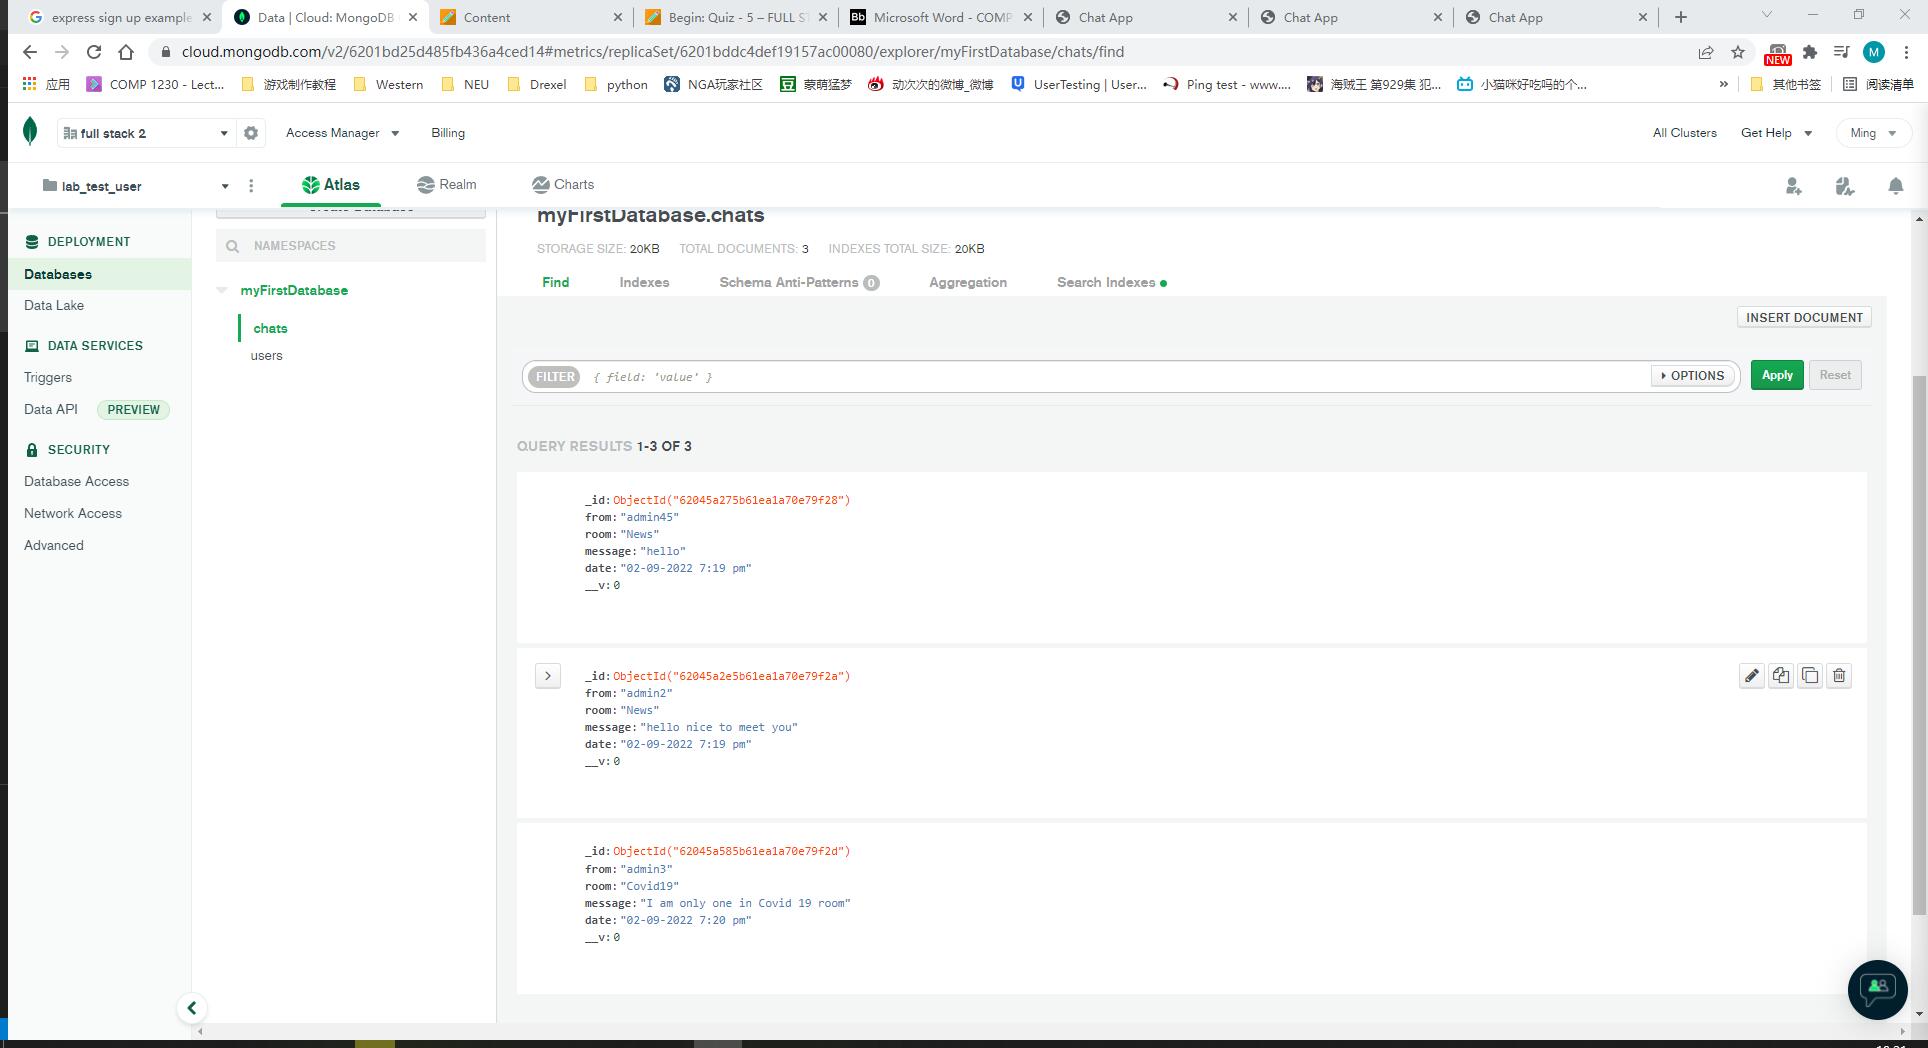 express sign up example
Data | Cloud: MongoDB
Content
Begin: Quiz - 5 – FULL ST
Microsoft Word - COMP
Chat App
Chat App
Chat App
cloud.mongodb.com/v2/6201bd25d485fb436a4ced14#metrics/replicaSet/6201bddc4def19157ac00080/explorer/myFirstDatabase/chats/find
NEW
M
应用
COMP 1230 - Lect...
游戏制作教程
Western
NEU
Drexel
python
NGA玩家社区
豆
蒙萌猛梦
动次次的微博_微博
UserTesting | User...
Ping test - www....
海贼王 第929集 犯...
小猫咪好吃吗的个...
»
其他书签
阅读清单
full stack 2
Access Manager
Billing
All Clusters
Get Help
Ming
lab_test_user
Atlas
Realm
Charts
DEPLOYMENT
Databases
Data Lake
DATA SERVICES
Triggers
Data API PREVIEW
SECURITY
Database Access
Network Access
Advanced
Create Database
NAMESPACES
myFirstDatabase
chats
users
myFirstDatabase.chats
STORAGE SIZE: 20KB TOTAL DOCUMENTS: 3 INDEXES TOTAL SIZE: 20KB
Find Indexes Schema Anti-Patterns 0 Aggregation Search Indexes
INSERT DOCUMENT
FILTER { field: 'value' } OPTIONS Apply Reset
QUERY RESULTS 1-3 OF 3
_id: ObjectId("62045a275b61ea1a70e79f28")
from: "admin45"
room: "News"
message: "hello"
date: "02-09-2022 7:19 pm"
__v: 0
_id: ObjectId("62045a2e5b61ea1a70e79f2a")
from: "admin2"
room: "News"
message: "hello nice to meet you"
date: "02-09-2022 7:19 pm"
__v: 0
_id: ObjectId("62045a585b61ea1a70e79f2d")
from: "admin3"
room: "Covid19"
message: "I am only one in Covid 19 room"
date: "02-09-2022 7:20 pm"
__v: 0